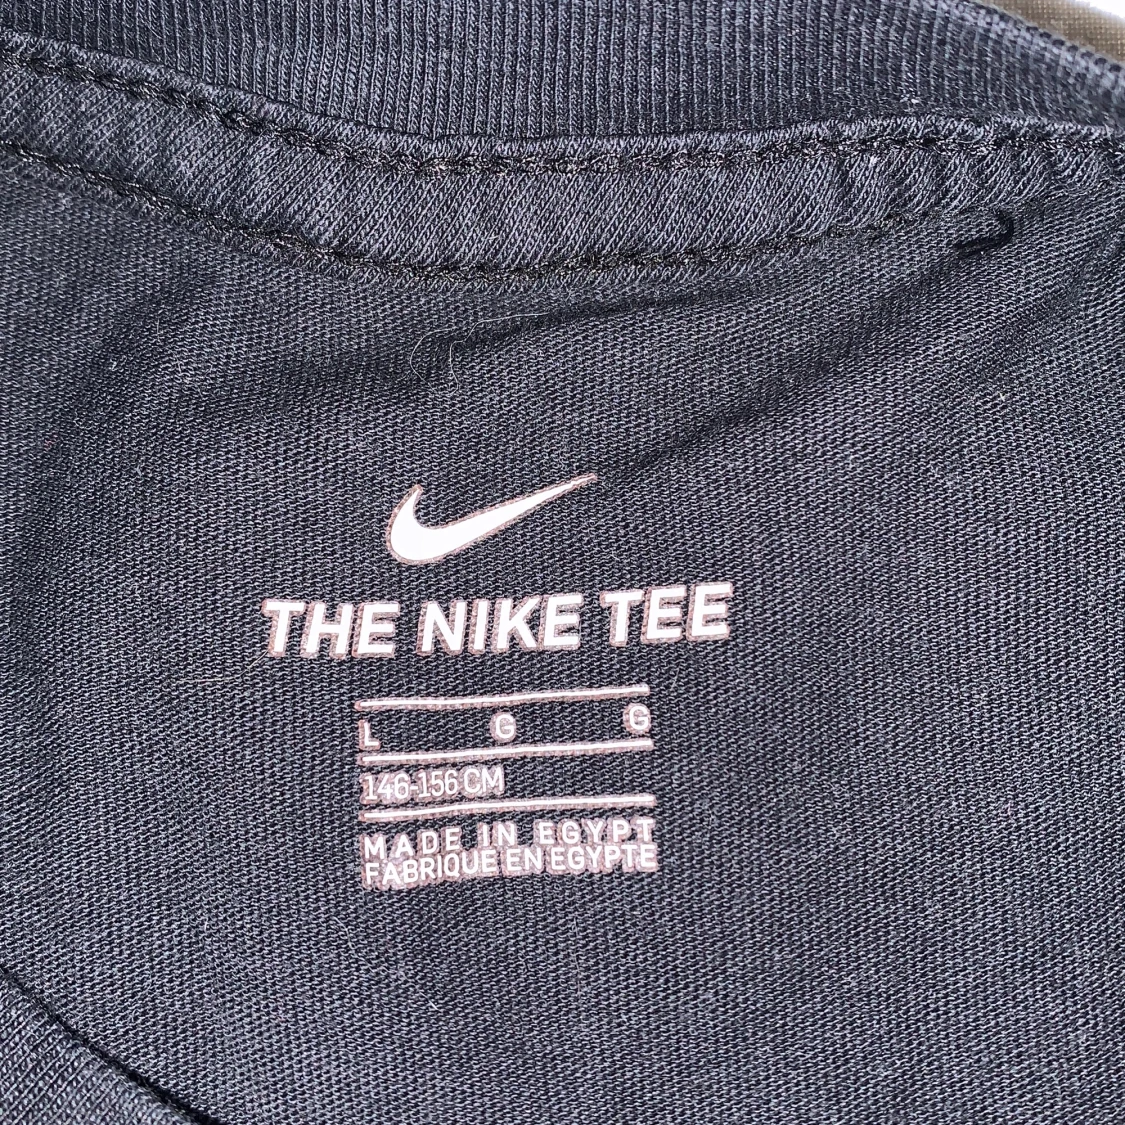 THE NIKE TEE
L G G
146-156 CM
MADE IN EGYPT
FABRIQUE EN EGYPTE